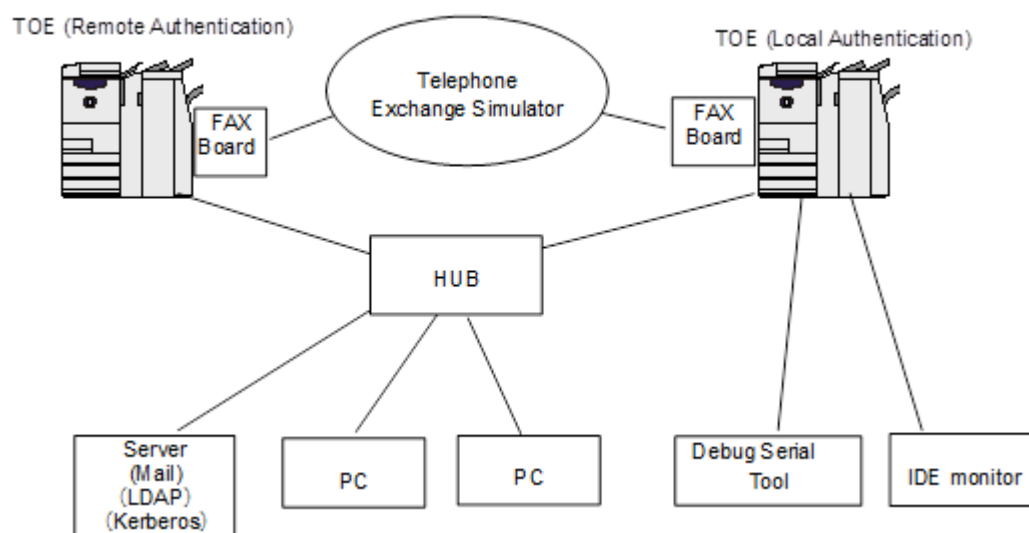 TOE (Remote Authentication)
TOE (Local Authentication)
Telephone
Exchange Simulator
FAX
Board
FAX
Board
HUB
Server
(Mail)
(LDAP)
(Kerberos)
PC
PC
Debug Serial
Tool
IDE monitor